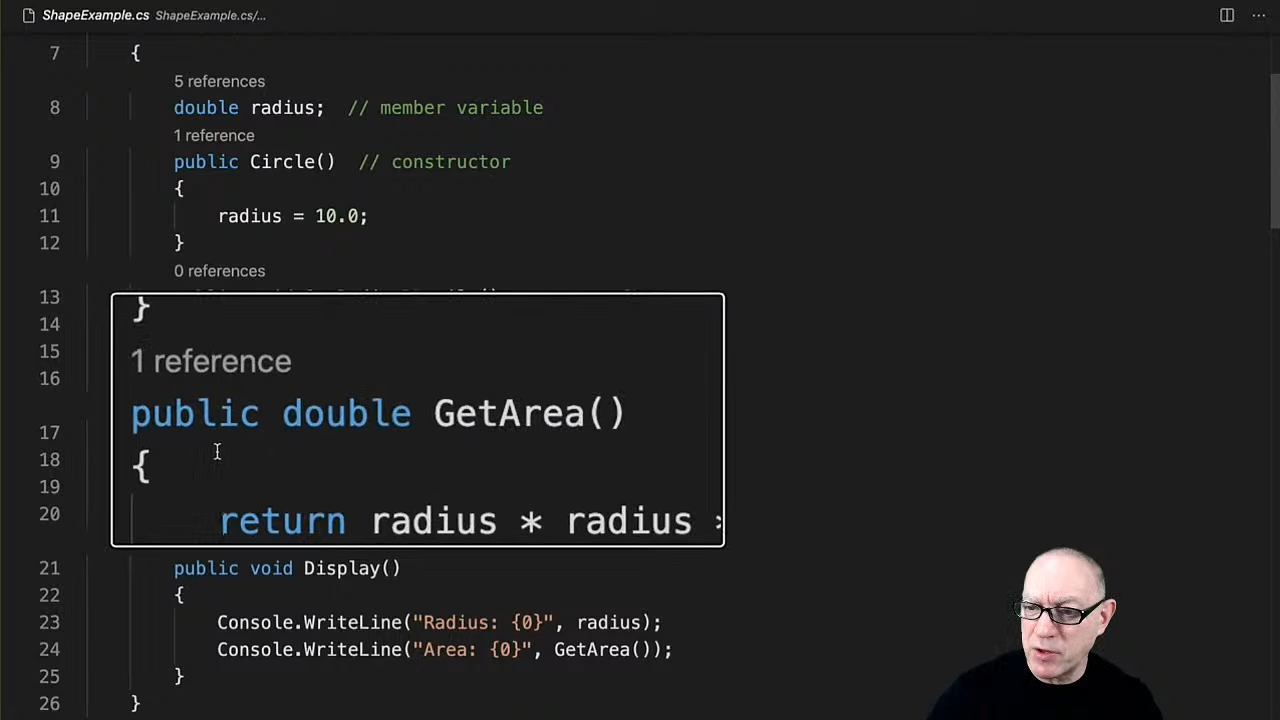 ShapeExample.cs ShapeExample.cs/...
7 {
5 references
8 double radius; // member variable
1 reference
9 public Circle() // constructor
10 {
11 radius = 10.0;
12 }
0 references
13
14 }
15 1 reference
16 public double GetArea()
17 {
18
19 return radius * radius
20
21 public void Display()
22 {
23 Console.WriteLine("Radius: {0}", radius);
24 Console.WriteLine("Area: {0}", GetArea());
25 }
26 }